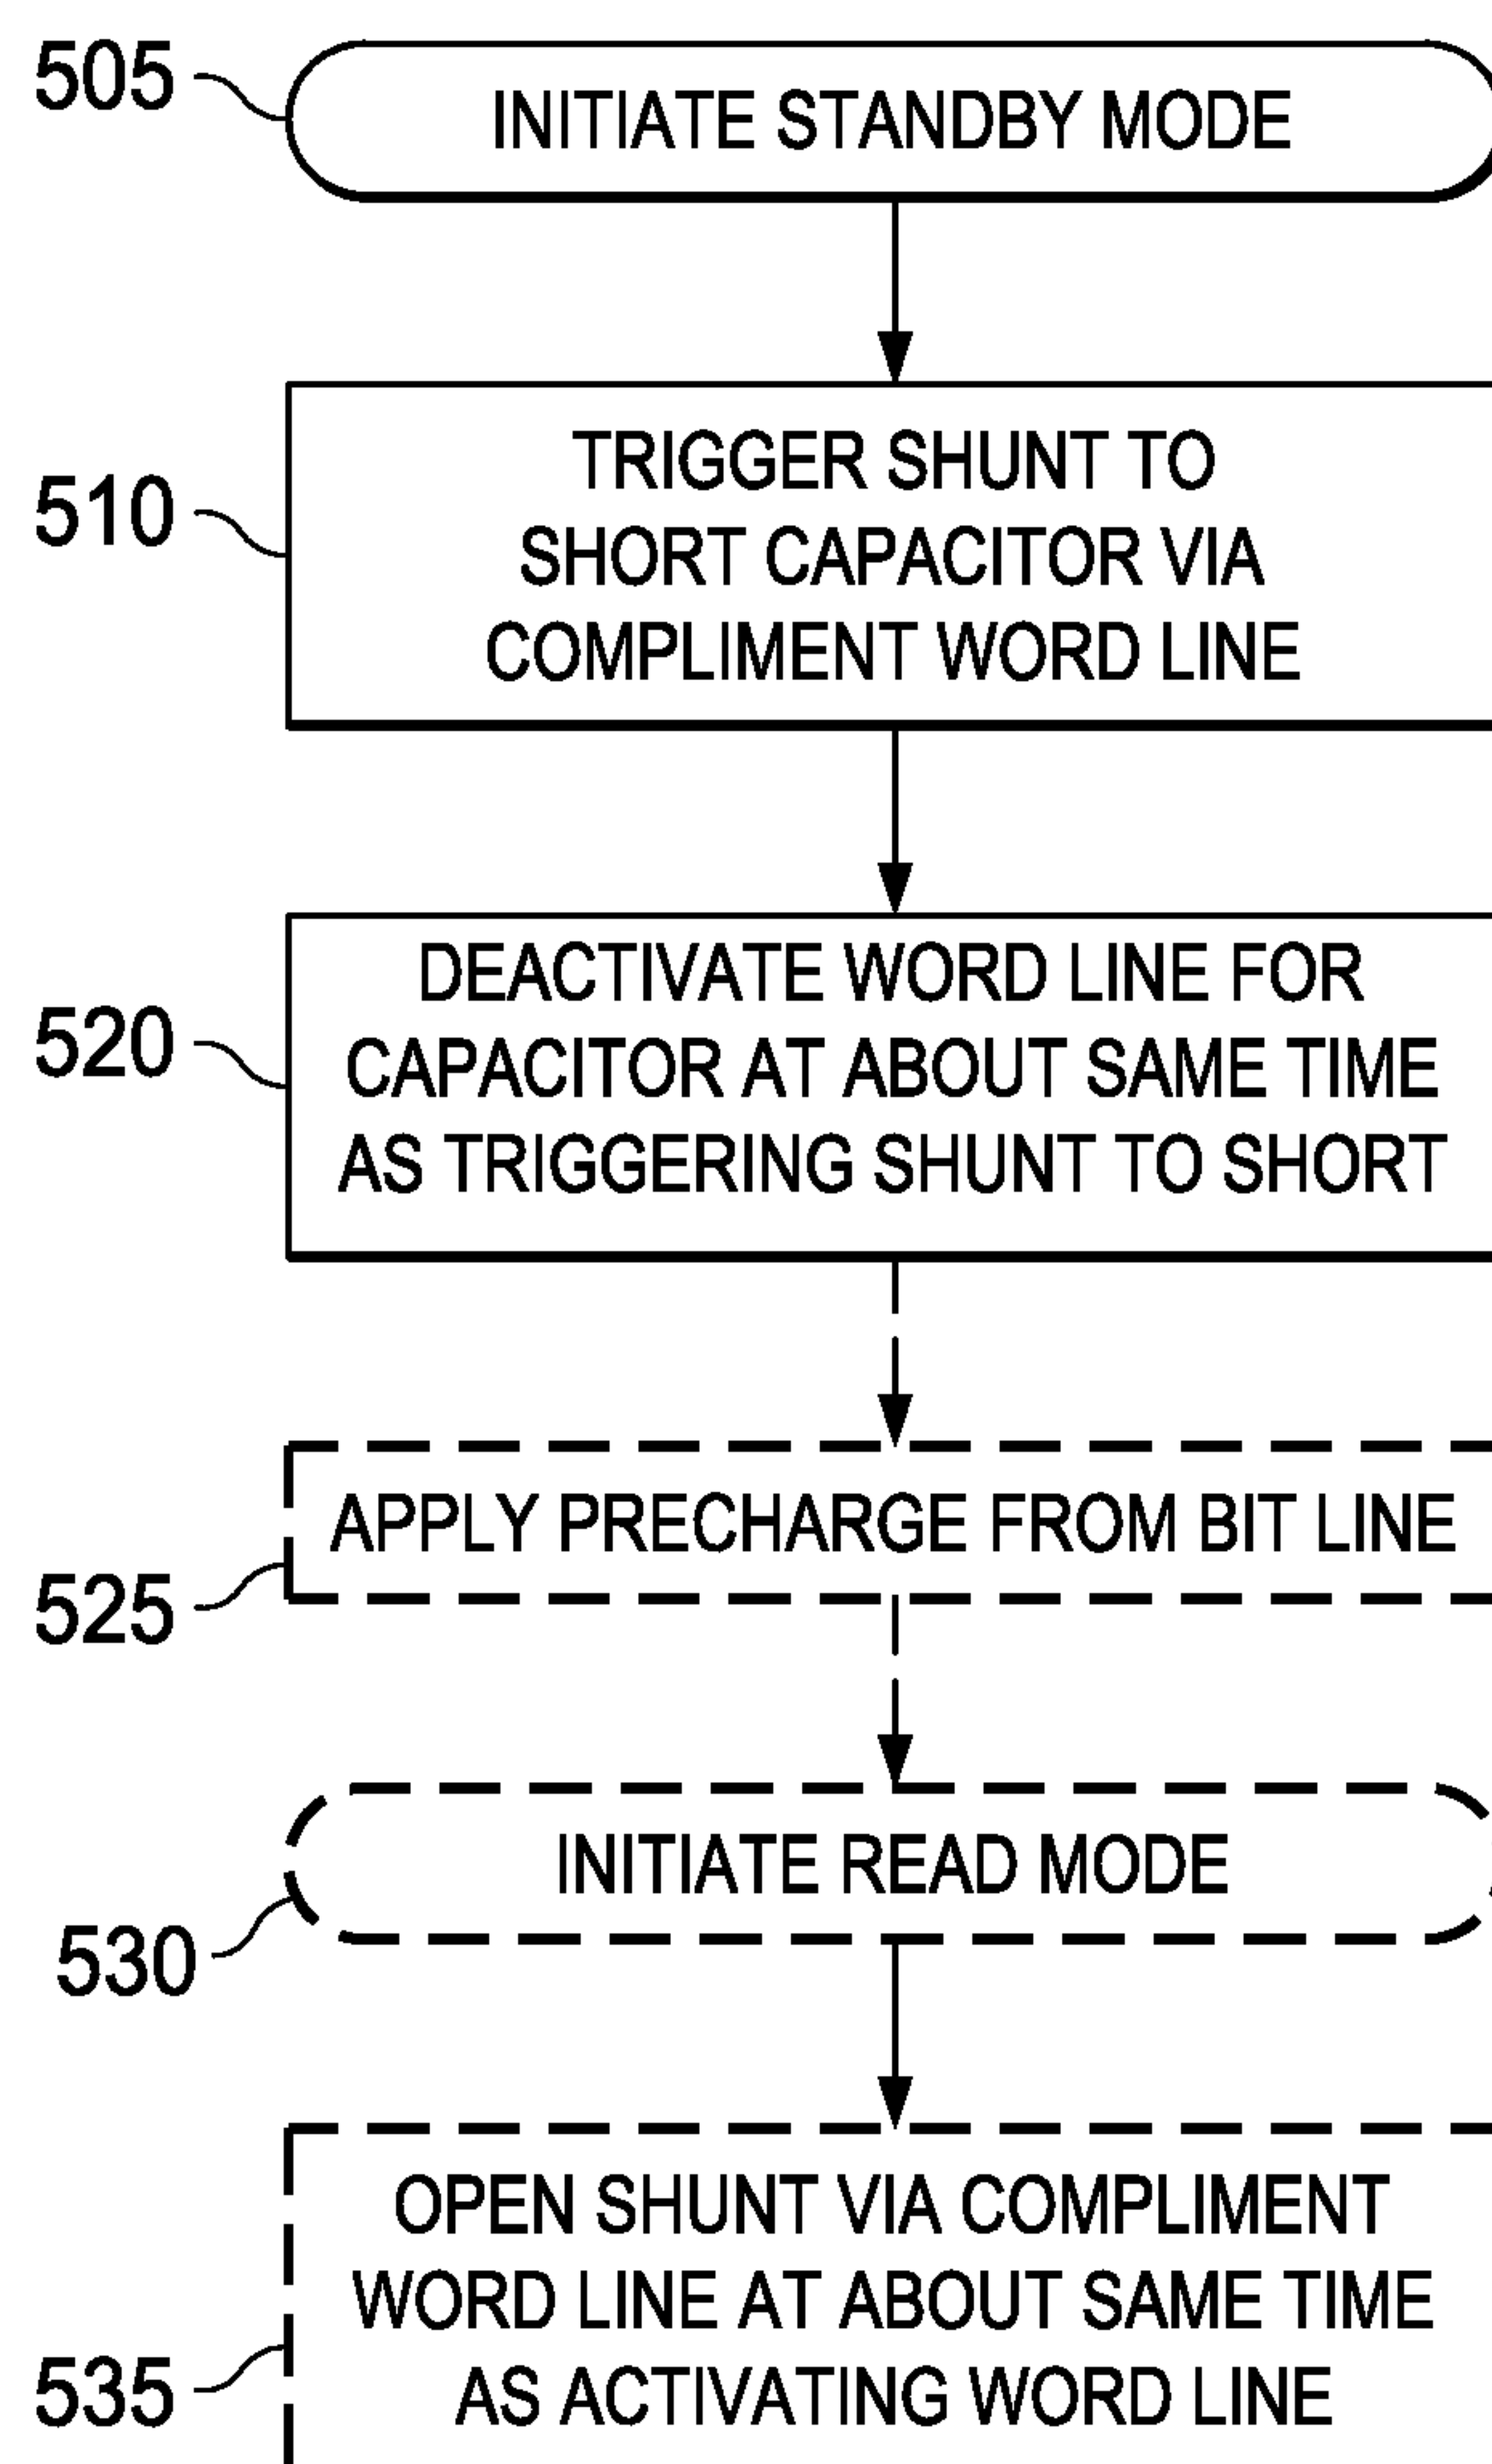 505
INITIATE STANDBY MODE
510
TRIGGER SHUNT TO
SHORT CAPACITOR VIA
COMPLIMENT WORD LINE
520
DEACTIVATE WORD LINE FOR
CAPACITOR AT ABOUT SAME TIME
AS TRIGGERING SHUNT TO SHORT
525
APPLY PRECHARGE FROM BIT LINE
530
INITIATE READ MODE
535
OPEN SHUNT VIA COMPLIMENT
WORD LINE AT ABOUT SAME TIME
AS ACTIVATING WORD LINE